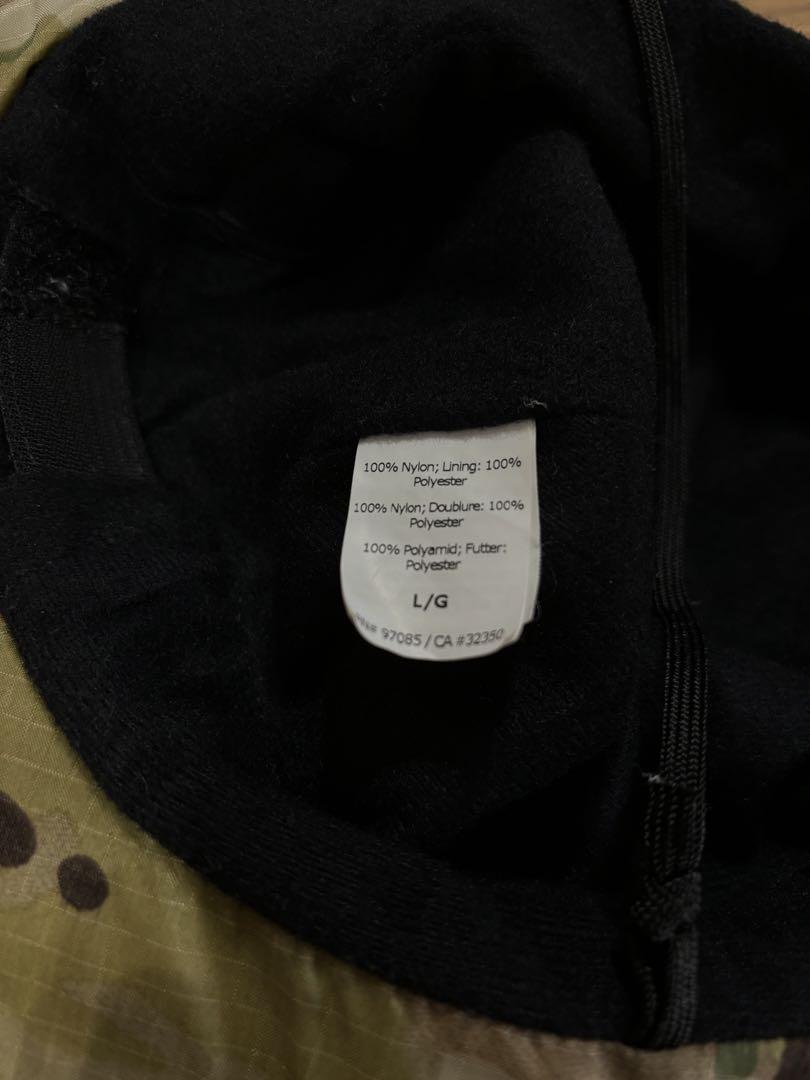 100% Nylon; Lining: 100%
Polyester
100% Nylon; Doublure: 100%
Polyester
100% Polyamid; Futter:
Polyester
L/G
97085 / CA #32350